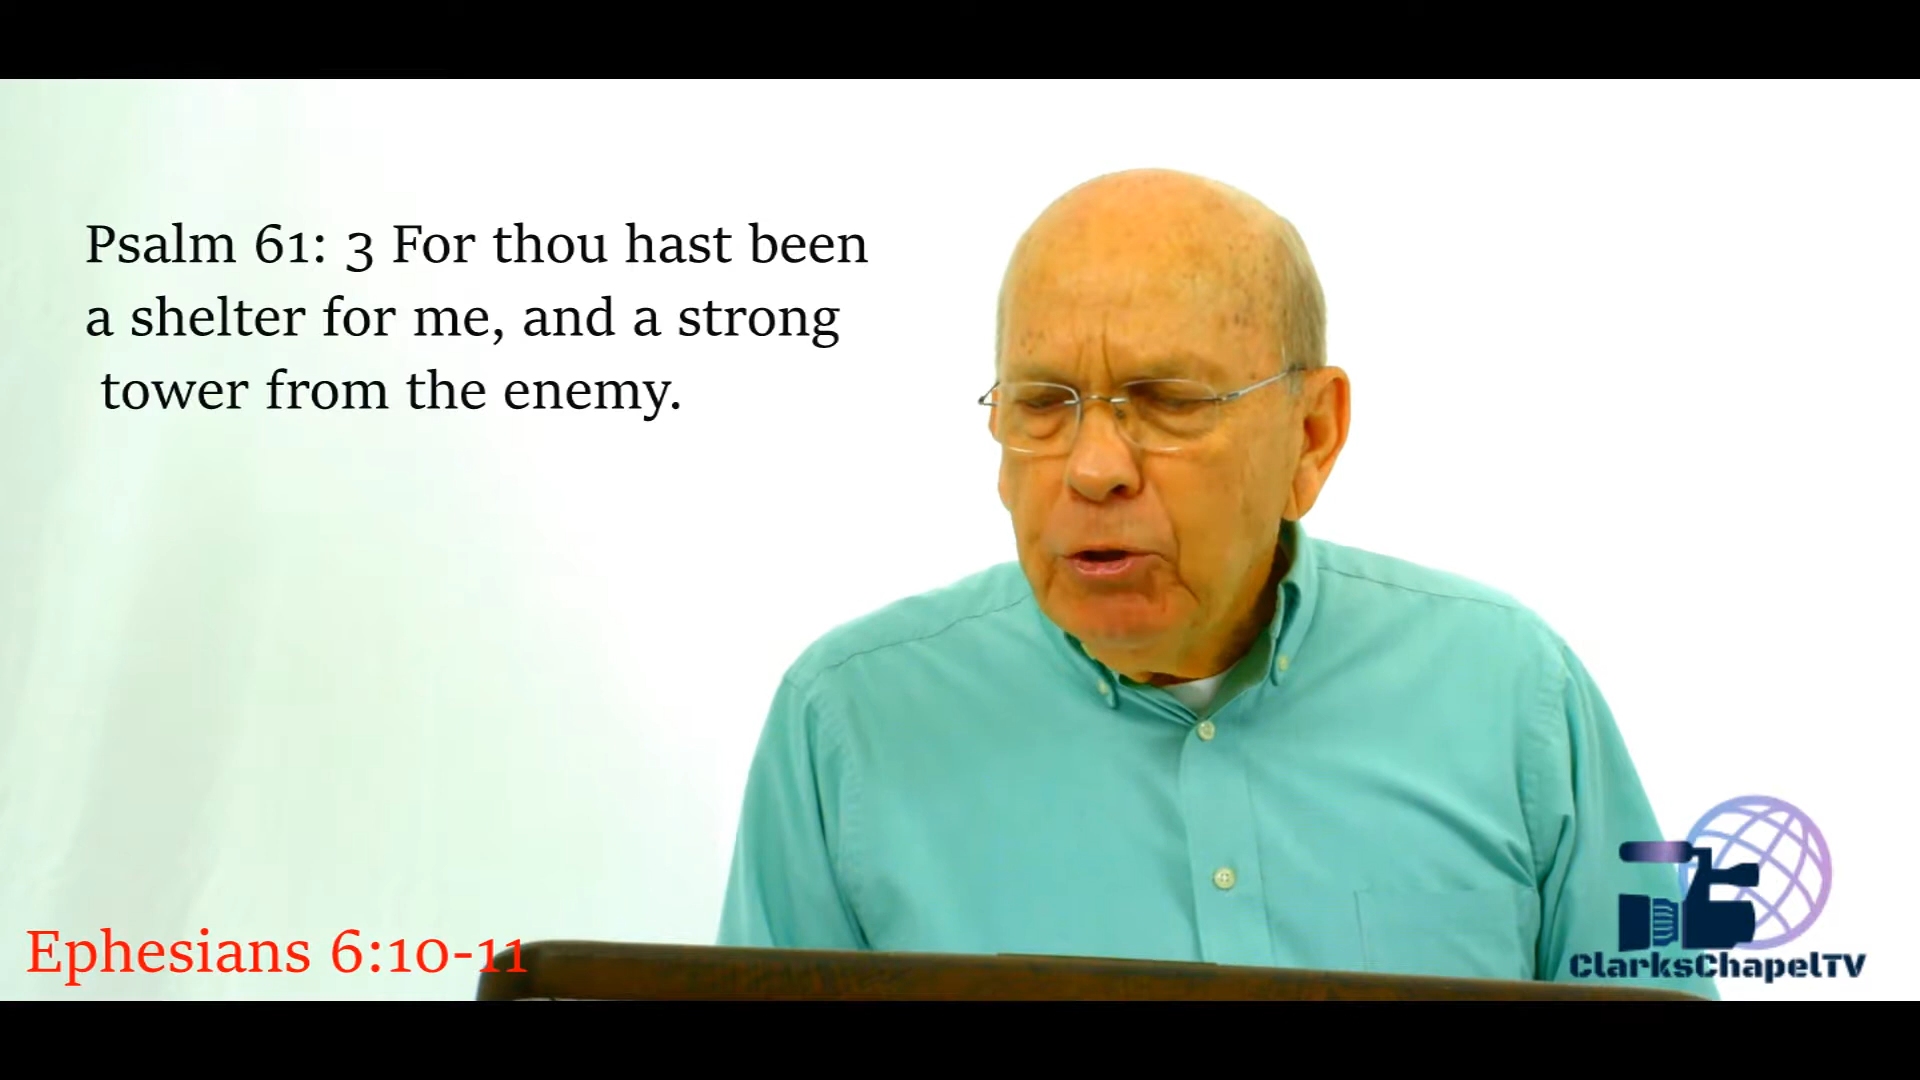 Psalm 61: 3 For thou hast been
a shelter for me, and a strong
tower from the enemy.
Ephesians 6:10-11
ClarksChapelTV